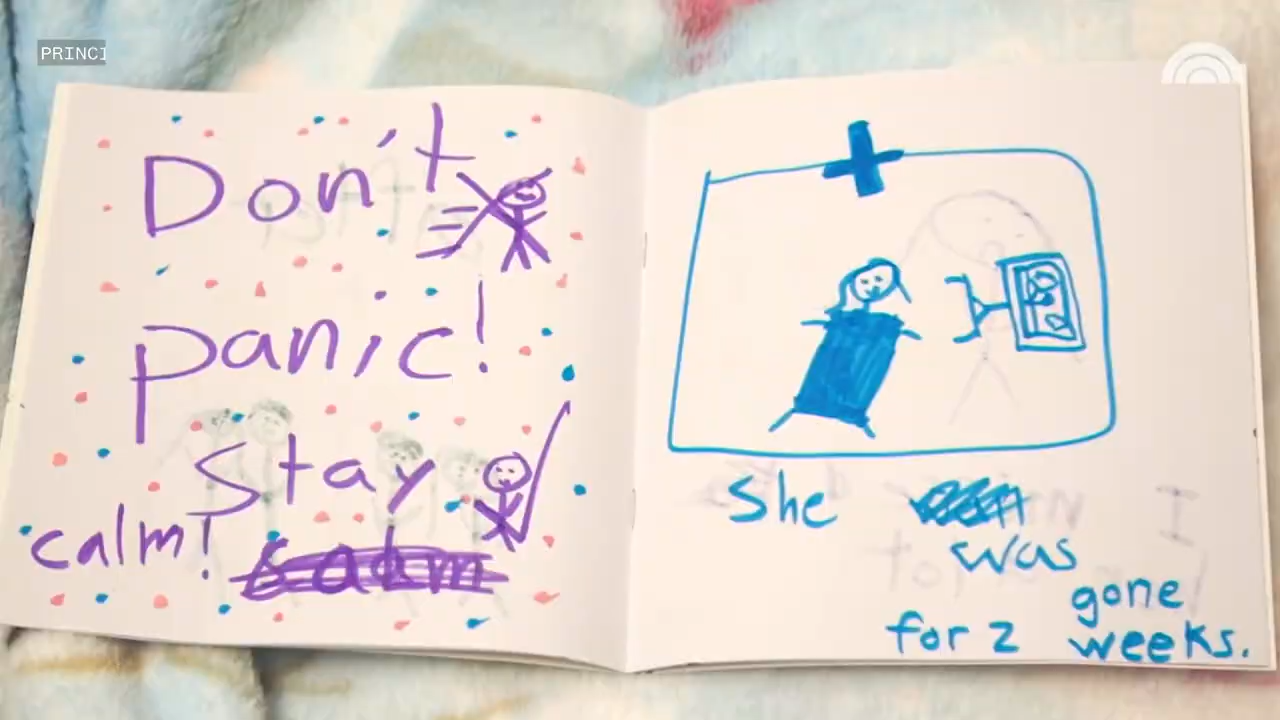 PRINCI
Don't
panic!
Stay
calm!
She
was
gone
for 2 weeks.